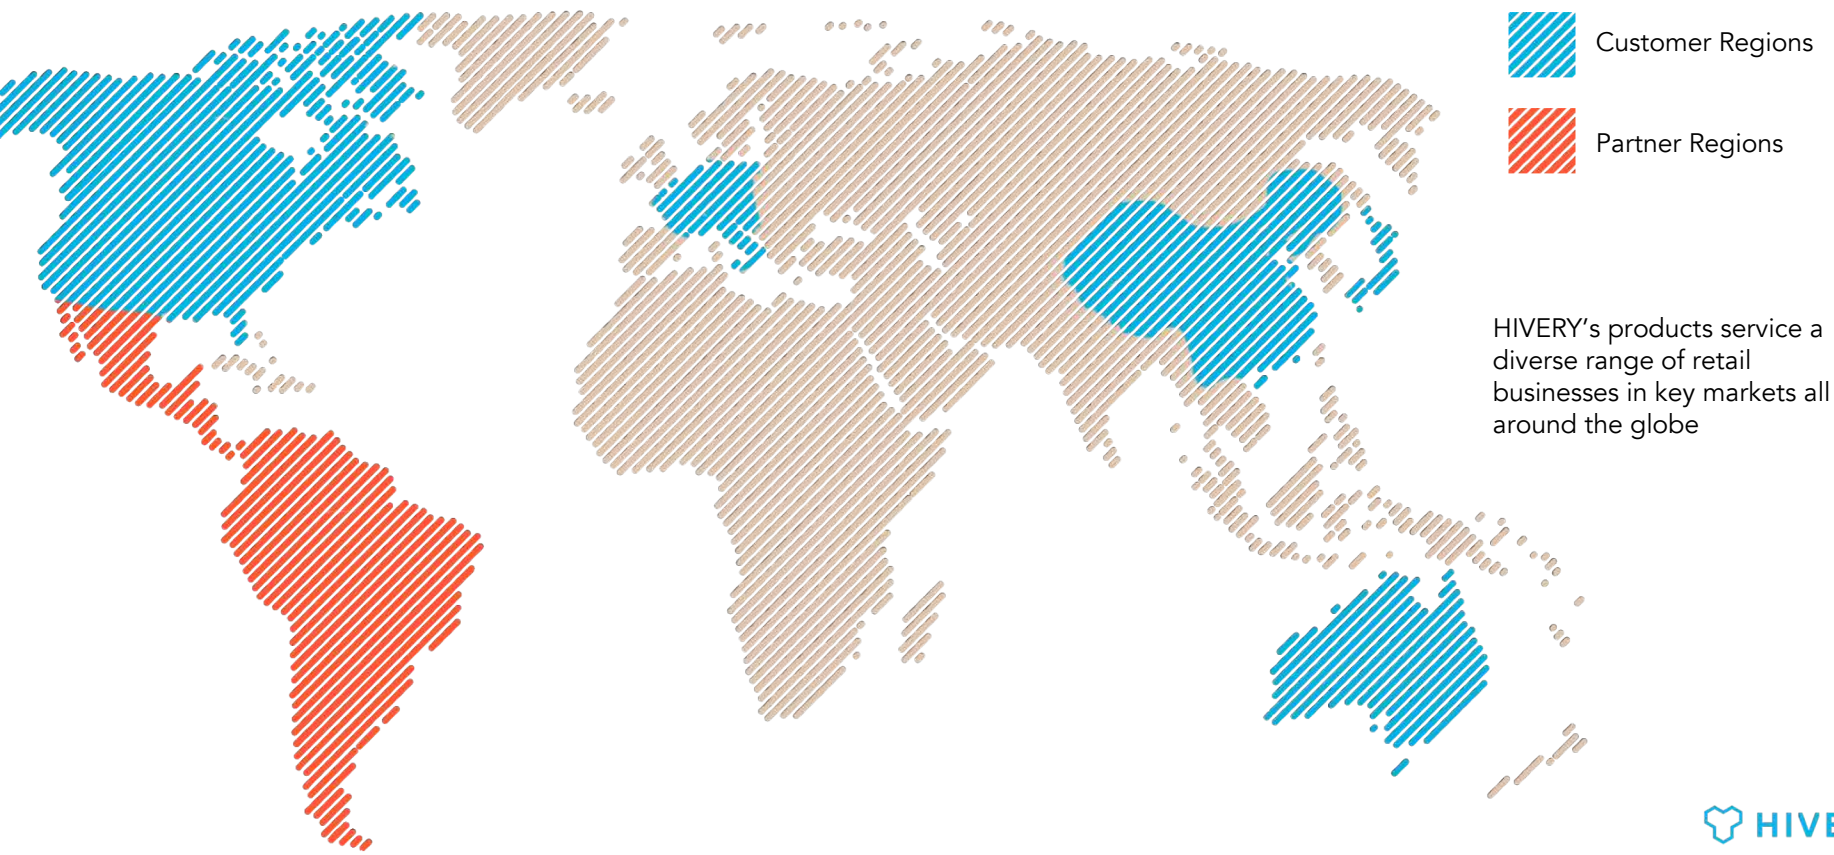 Customer Regions
Partner Regions
HIVERY's products service a
diverse range of retail
businesses in key markets all
around the globe